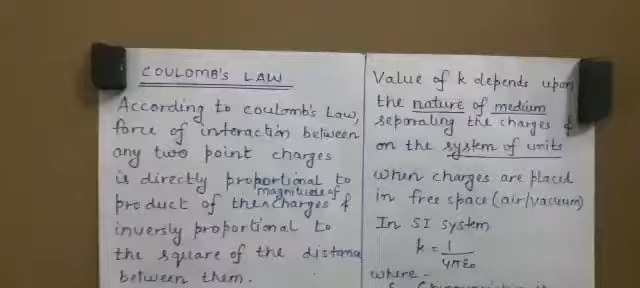 COULOMB'S LAW
According to coulomb's Law,
force of interaction between
any two point charges
is directly proportional to
product of the magnitude of charges &
inversly proportional to
the square of the distance
between them.
Value of k depends upon
the nature of medium
separating the charges &
on the system of units
when charges are placed
in free space (air/vacuum)
In SI system
k = 1
4πε₀
where -